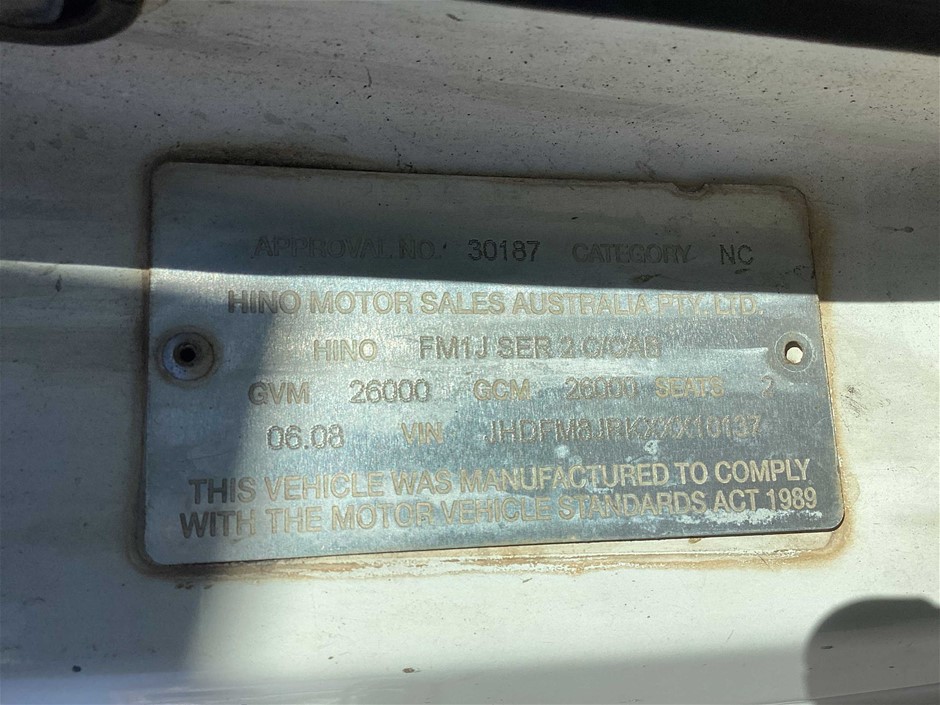 APPROVAL NO. 30187 CATEGORY NC
HINO MOTOR SALES AUSTRALIA PTY. LTD.
HINO FM1J SER 2 C/CAB
GVM 26000 GCM 26000 SEATS 2
06.08 VIN JHDFM8JRKXXX10137
THIS VEHICLE WAS MANUFACTURED TO COMPLY
WITH THE MOTOR VEHICLE STANDARDS ACT 1989